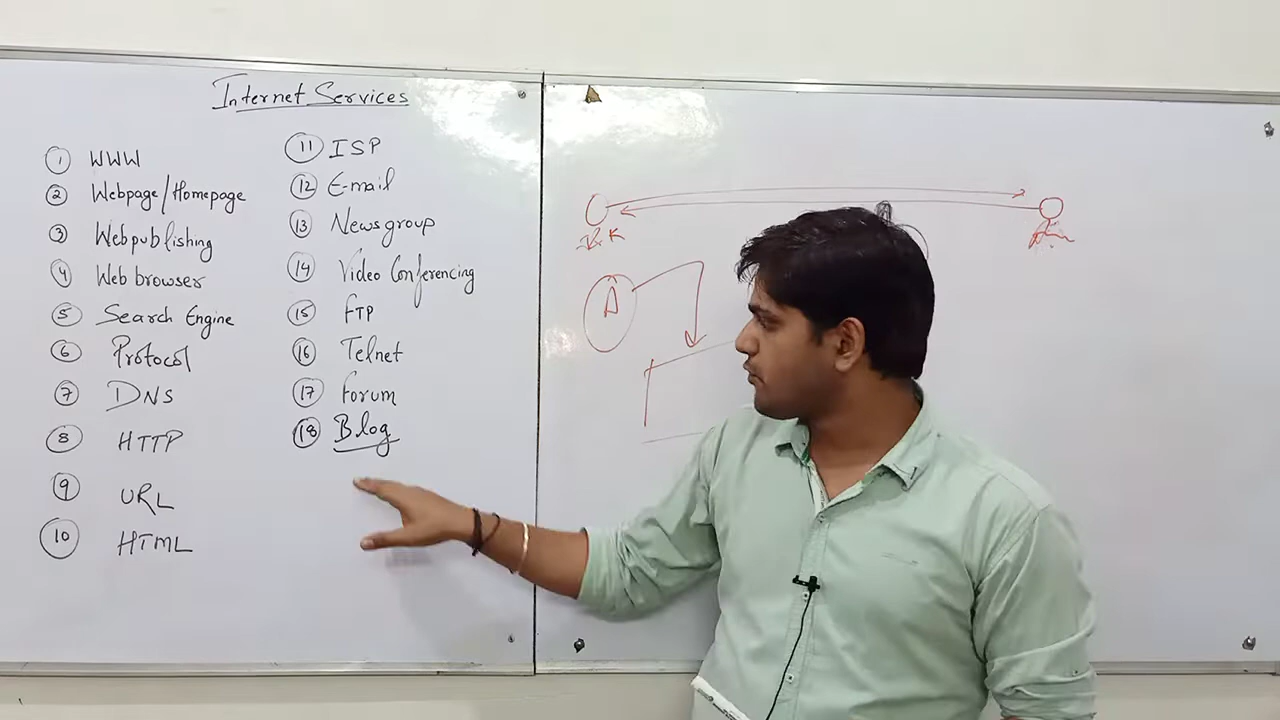 Internet Services
1 WWW
2 Webpage/Homepage
3 Webpublishing
4 Web browser
5 Search Engine
6 Protocol
7 DNS
8 HTTP
9 URL
10 HTML
11 ISP
12 E-mail
13 Newsgroup
14 Video Conferencing
15 FTP
16 Telnet
17 Forum
18 Blog
A